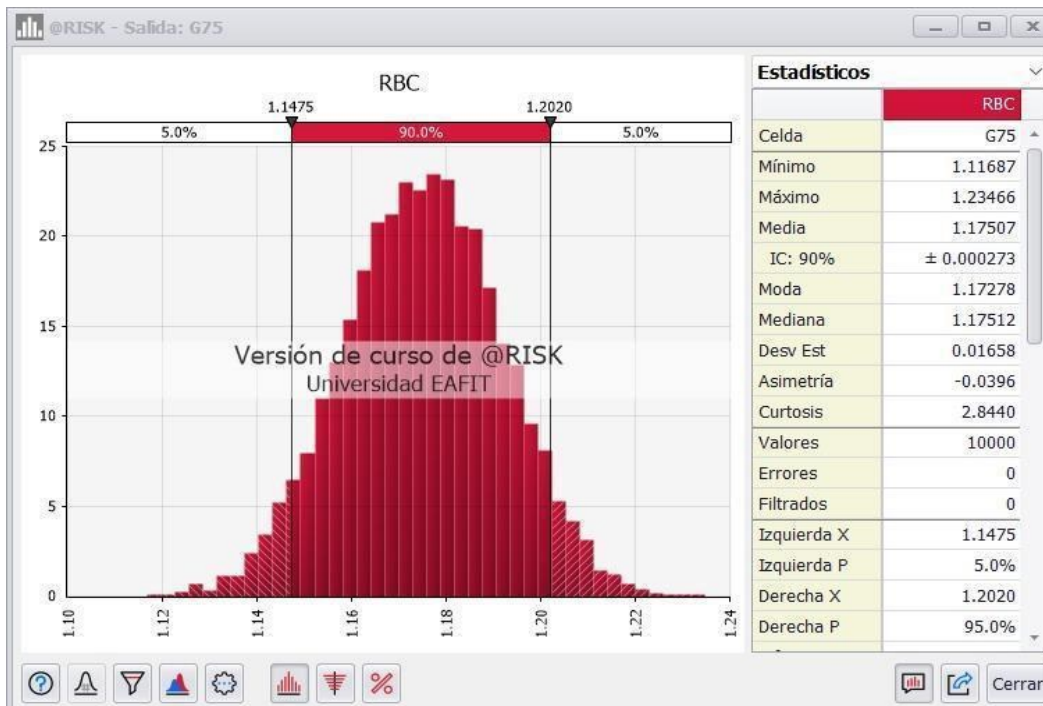 @RISK - Salida: G75
RBC
1.1475 1.2020
5.0% 90.0% 5.0%
25
20
15
10
5
0
1.10 1.12 1.14 1.16 1.18 1.20 1.22 1.24
Versión de curso de @RISK
Universidad EAFIT
Estadísticos
RBC
Celda G75
Mínimo 1.11687
Máximo 1.23466
Media 1.17507
IC: 90% ± 0.000273
Moda 1.17278
Mediana 1.17512
Desv Est 0.01658
Asimetría -0.0396
Curtosis 2.8440
Valores 10000
Errores 0
Filtrados 0
Izquierda X 1.1475
Izquierda P 5.0%
Derecha X 1.2020
Derecha P 95.0%
Cerrar